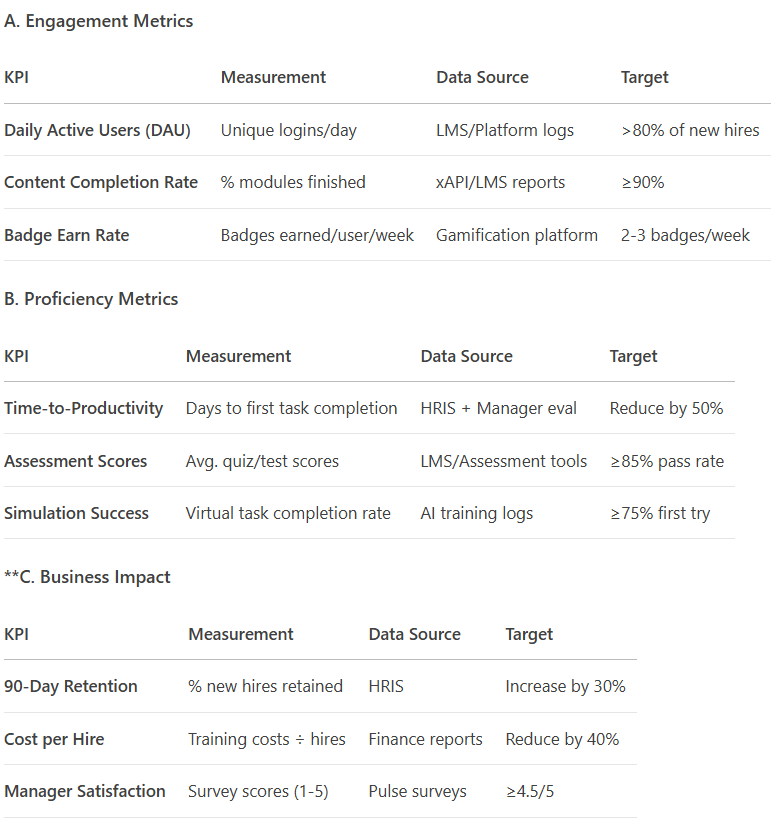 A. Engagement Metrics
KPI Measurement Data Source Target
Daily Active Users (DAU) Unique logins/day LMS/Platform logs >80% of new hires
Content Completion Rate % modules finished xAPI/LMS reports ≥90%
Badge Earn Rate Badges earned/user/week Gamification platform 2-3 badges/week
B. Proficiency Metrics
KPI Measurement Data Source Target
Time-to-Productivity Days to first task completion HRIS + Manager eval Reduce by 50%
Assessment Scores Avg. quiz/test scores LMS/Assessment tools ≥85% pass rate
Simulation Success Virtual task completion rate AI training logs ≥75% first try
**C. Business Impact
KPI Measurement Data Source Target
90-Day Retention % new hires retained HRIS Increase by 30%
Cost per Hire Training costs ÷ hires Finance reports Reduce by 40%
Manager Satisfaction Survey scores (1-5) Pulse surveys ≥4.5/5